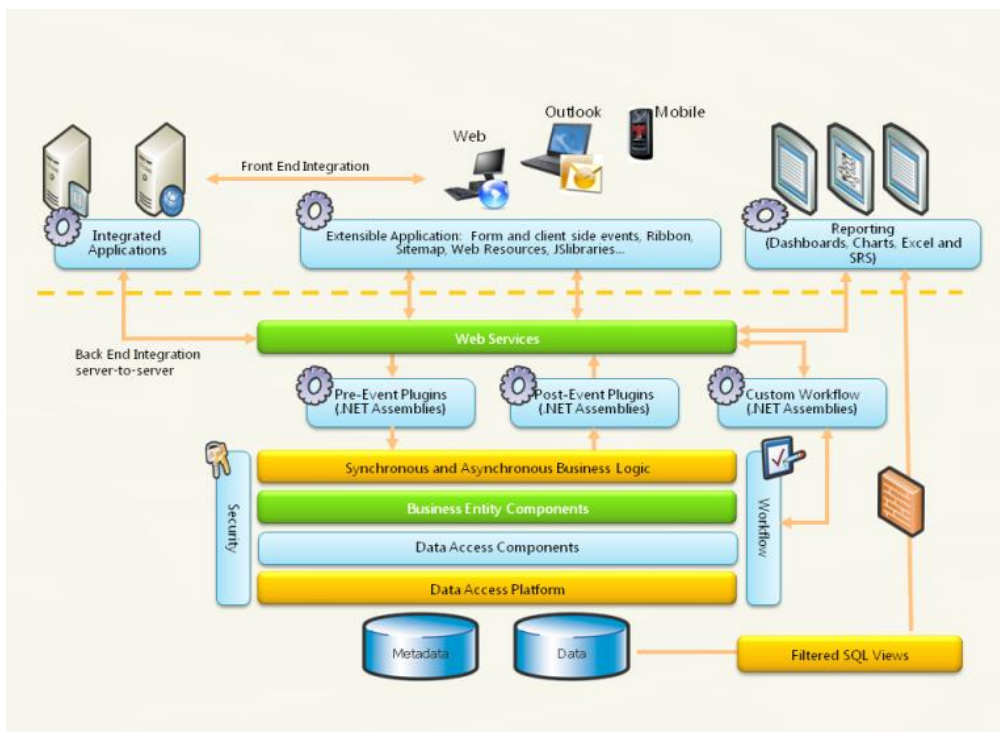 Outlook
Mobile
Web
Front End Integration
Integrated
Applications
Extensible Application: Form and client side events, Ribbon,
Sitemap, Web Resources, JSlibraries...
Reporting
(Dashboards, Charts, Excel and
SRS)
Web Services
Back End Integration
server-to-server
Pre-Event Plugins
(.NET Assemblies)
Post-Event Plugins
(.NET Assemblies)
Custom Workflow
(.NET Assemblies)
Synchronous and Asynchronous Business Logic
Security
Business Entity Components
Workflow
Data Access Components
Data Access Platform
Metadata
Data
Filtered SQL Views